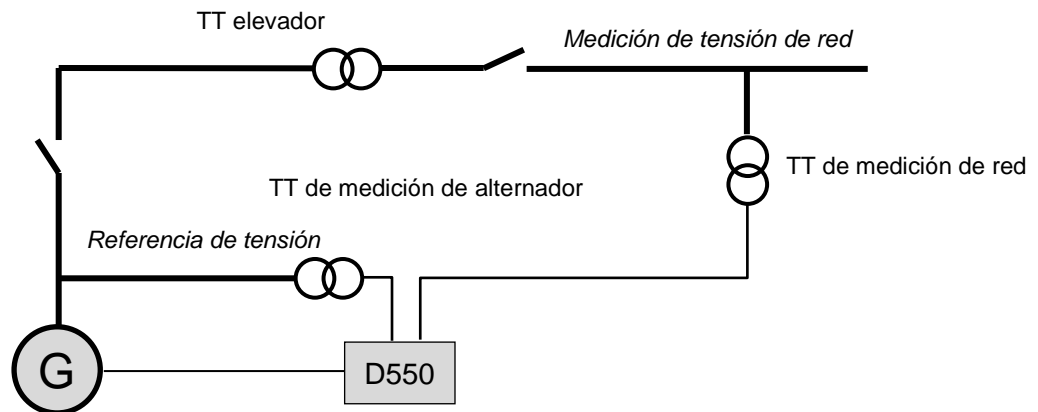 TT elevador
Medición de tensión de red
TT de medición de red
TT de medición de alternador
Referencia de tensión
G
D550